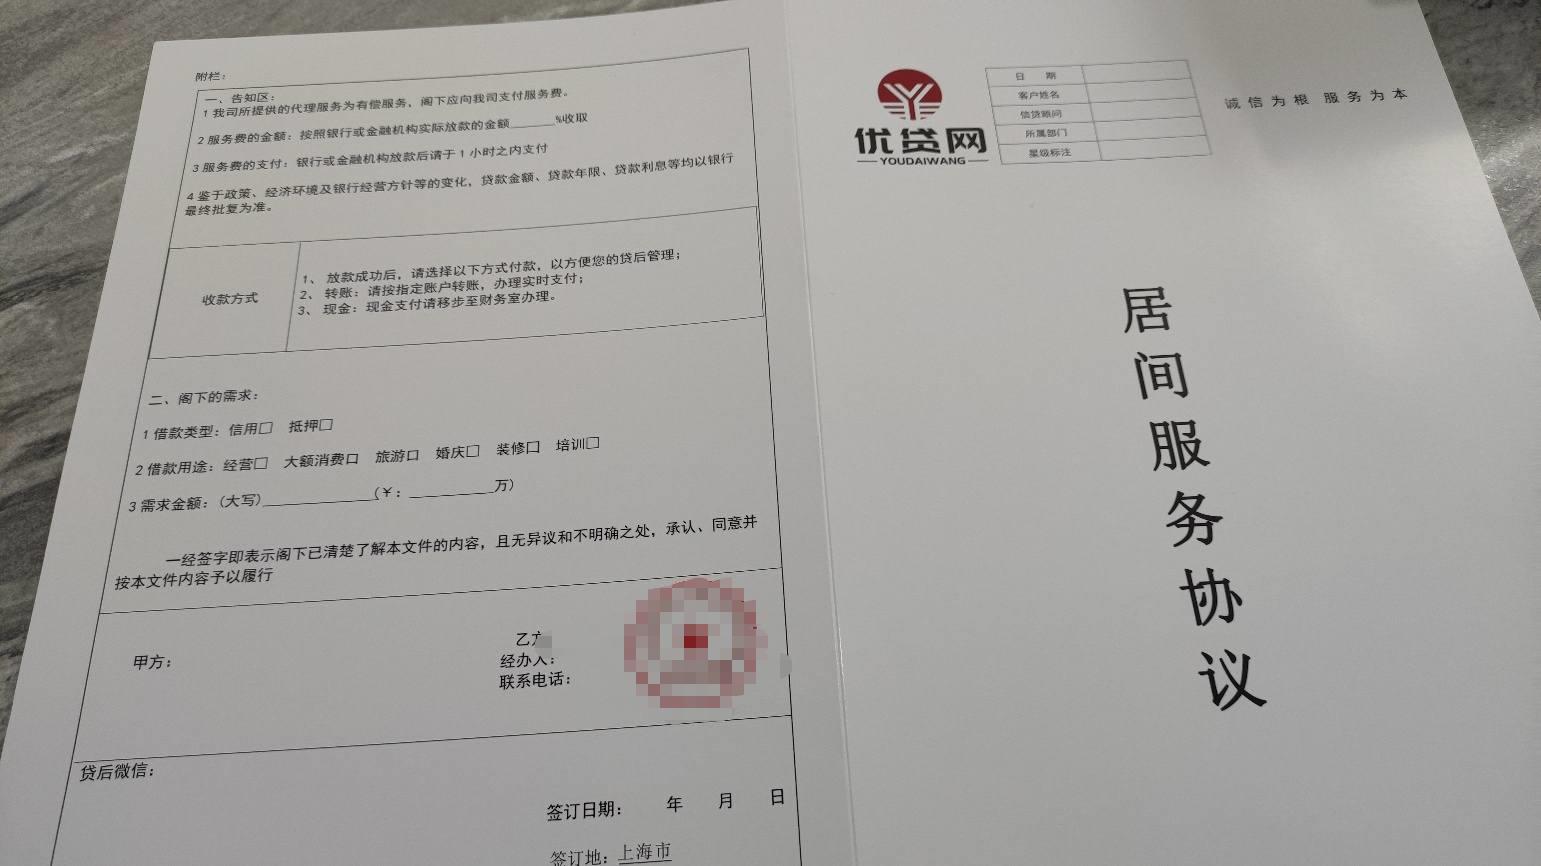 附栏：
一、告知区：
1 我司所提供的代理服务为有偿服务，阁下应向我司支付服务费。
2 服务费的金额：按照银行或金融机构实际放款的金额______%收取
3 服务费的支付：银行或金融机构放款后请于 1 小时之内支付
4 鉴于政策、经济环境及银行经营方针等的变化，贷款金额、贷款年限、贷款利息等均以银行
最终批复为准。
收款方式
1、 放款成功后，请选择以下方式付款，以方便您的贷后管理；
2、 转账：请按指定账户转账，办理实时支付；
3、 现金：现金支付请移步至财务室办理。
二、阁下的需求：
1 借款类型：信用□ 抵押□
2 借款用途：经营□ 大额消费口 旅游口 婚庆□ 装修口 培训□
3 需求金额：（大写）____________（￥：__________万）
一经签字即表示阁下已清楚了解本文件的内容，且无异议和不明确之处，承认、同意并
按本文件内容予以履行
甲方：
乙方
经办人：
联系电话：
贷后微信：
签订日期： 年 月 日
签订地：上海市
优贷网
YOUDAIWANG
日 期
客户姓名
信贷顾问
所属部门
星级标注
诚信为根 服务为本
居间服务协议